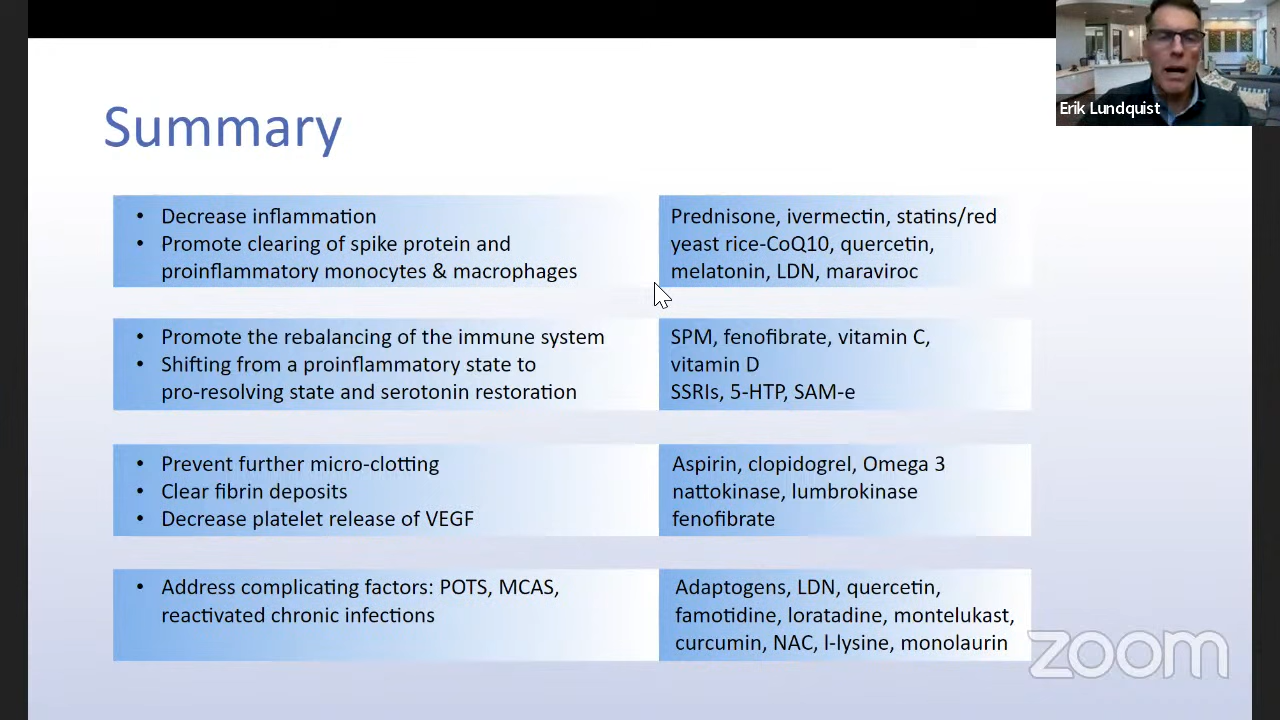 Erik Lundquist
Summary
• Decrease inflammation
• Promote clearing of spike protein and
proinflammatory monocytes & macrophages
Prednisone, ivermectin, statins/red
yeast rice-CoQ10, quercetin,
melatonin, LDN, maraviroc
• Promote the rebalancing of the immune system
• Shifting from a proinflammatory state to
pro-resolving state and serotonin restoration
SPM, fenofibrate, vitamin C,
vitamin D
SSRIs, 5-HTP, SAM-e
• Prevent further micro-clotting
• Clear fibrin deposits
• Decrease platelet release of VEGF
Aspirin, clopidogrel, Omega 3
nattokinase, lumbrokinase
fenofibrate
• Address complicating factors: POTS, MCAS,
reactivated chronic infections
Adaptogens, LDN, quercetin,
famotidine, loratadine, montelukast,
curcumin, NAC, l-lysine, monolaurin
zoom